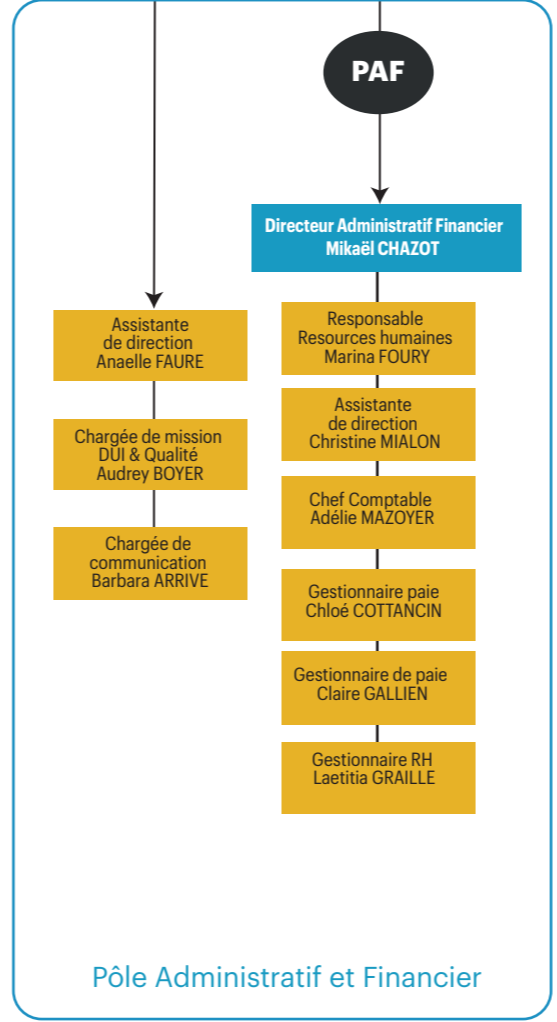 PAF
Directeur Administratif Financier
Mikaël CHAZOT
Assistante
de direction
Anaelle FAURE
Chargée de mission
DUI & Qualité
Audrey BOYER
Chargée de
communication
Barbara ARRIVE
Responsable
Resources humaines
Marina FOURY
Assistante
de direction
Christine MIALON
Chef Comptable
Adélie MAZOYER
Gestionnaire paie
Chloé COTTANCIN
Gestionnaire de paie
Claire GALLIEN
Gestionnaire RH
Laetitia GRAILLE
Pôle Administratif et Financier